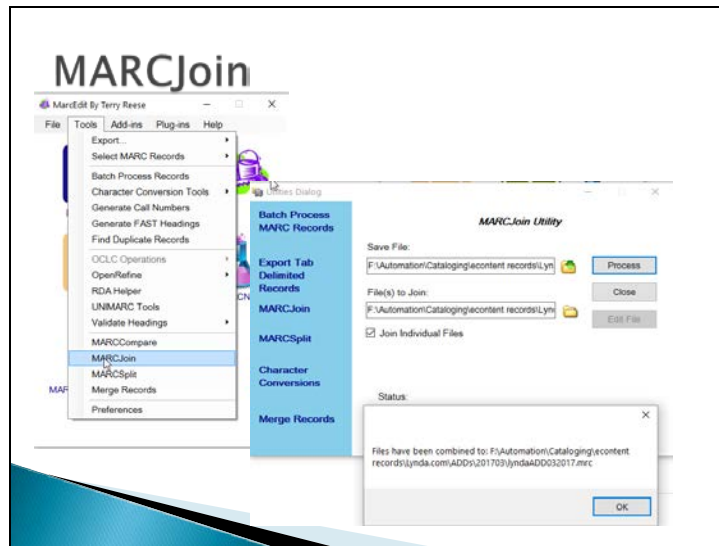 MARCJoin
MarcEdit By Terry Reese
File Tools Add-ins Plug-ins Help
Export...
Select MARC Records
Batch Process Records
Character Conversion Tools
Generate Call Numbers
Generate FAST Headings
Find Duplicate Records
OCLC Operations
OpenRefine
RDA Helper
UNIMARC Tools
Validate Headings
MARCCompare
MARCJoin
MARCSplit
Merge Records
Preferences
CN
MAR
Utilities Dialog
Batch Process
MARC Records
Export Tab
Delimited
Records
MARCJoin
MARCSplit
Character
Conversions
Merge Records
MARCJoin Utility
Save File:
F:\Automation\Cataloging\econtent records\Lyn
Process
File(s) to Join:
Close
F:\Automation\Cataloging\econtent records\Lyn
Edit File
Join Individual Files
Status:
Files have been combined to: F:\Automation\Cataloging\econtent
records\Lynda.com\ADDs\201703\lyndaADD032017.mrc
OK